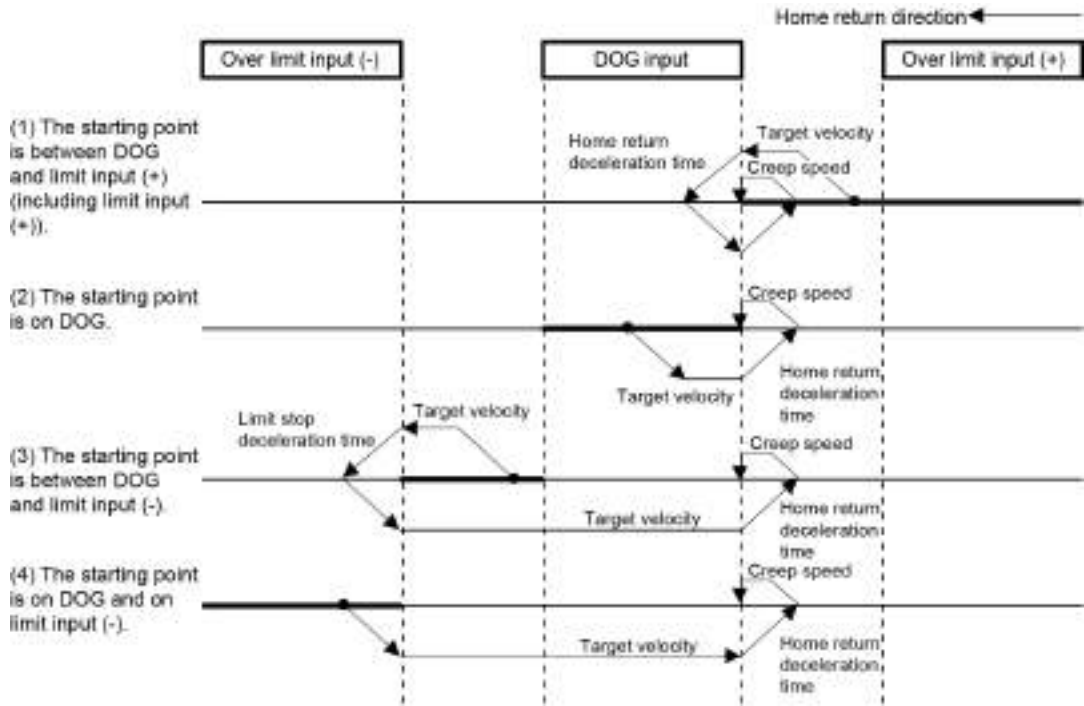 Home return direction
Over limit input (-)
DOG input
Over limit input (+)
(1) The starting point
is between DOG
and limit input (+)
(including limit input
(+)).
Home return
deceleration time
Target velocity
Creep speed
(2) The starting point
is on DOG.
Creep speed
Target velocity
Home return
deceleration
time
Limit stop
deceleration time
Target velocity
(3) The starting point
is between DOG
and limit input (-).
Creep speed
Target velocity
Home return
deceleration
time
(4) The starting point
is on DOG and on
limit input (-).
Creep speed
Target velocity
Home return
deceleration
time